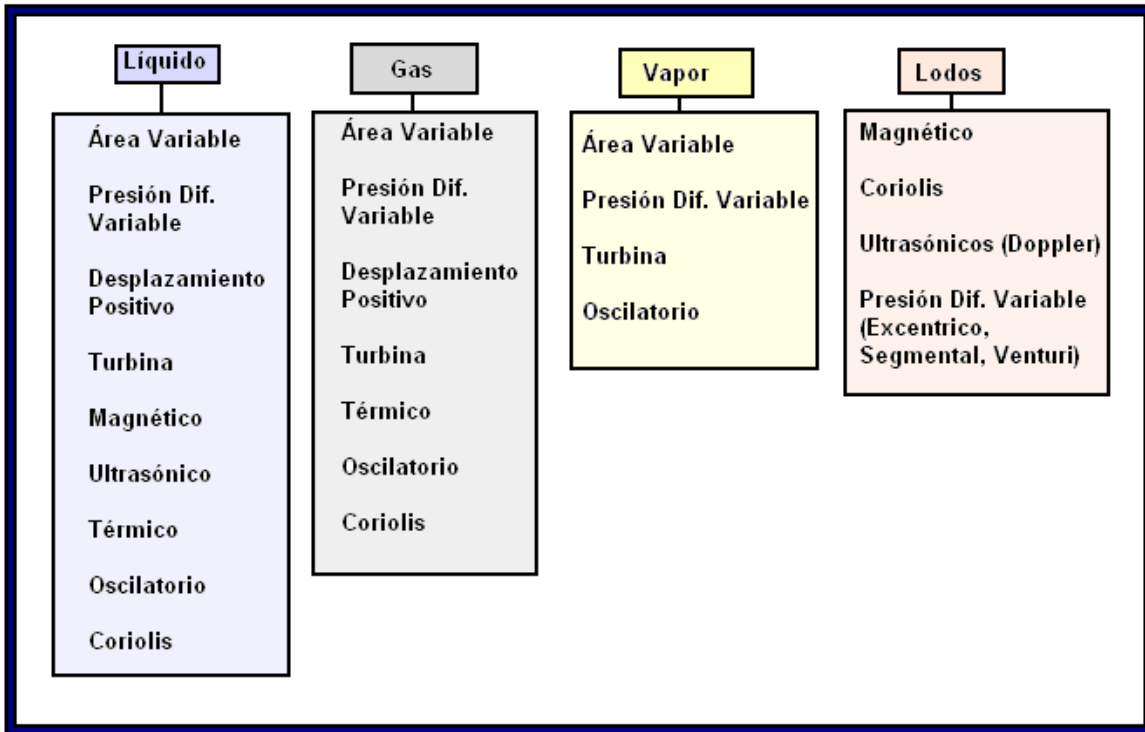 Líquido
Área Variable
Presión Dif.
Variable
Desplazamiento
Positivo
Turbina
Magnético
Ultrasónico
Térmico
Oscilatorio
Coriolis
Gas
Área Variable
Presión Dif.
Variable
Desplazamiento
Positivo
Turbina
Térmico
Oscilatorio
Coriolis
Vapor
Área Variable
Presión Dif. Variable
Turbina
Oscilatorio
Lodos
Magnético
Coriolis
Ultrasónicos (Doppler)
Presión Dif. Variable
(Excentrico,
Segmental, Venturi)